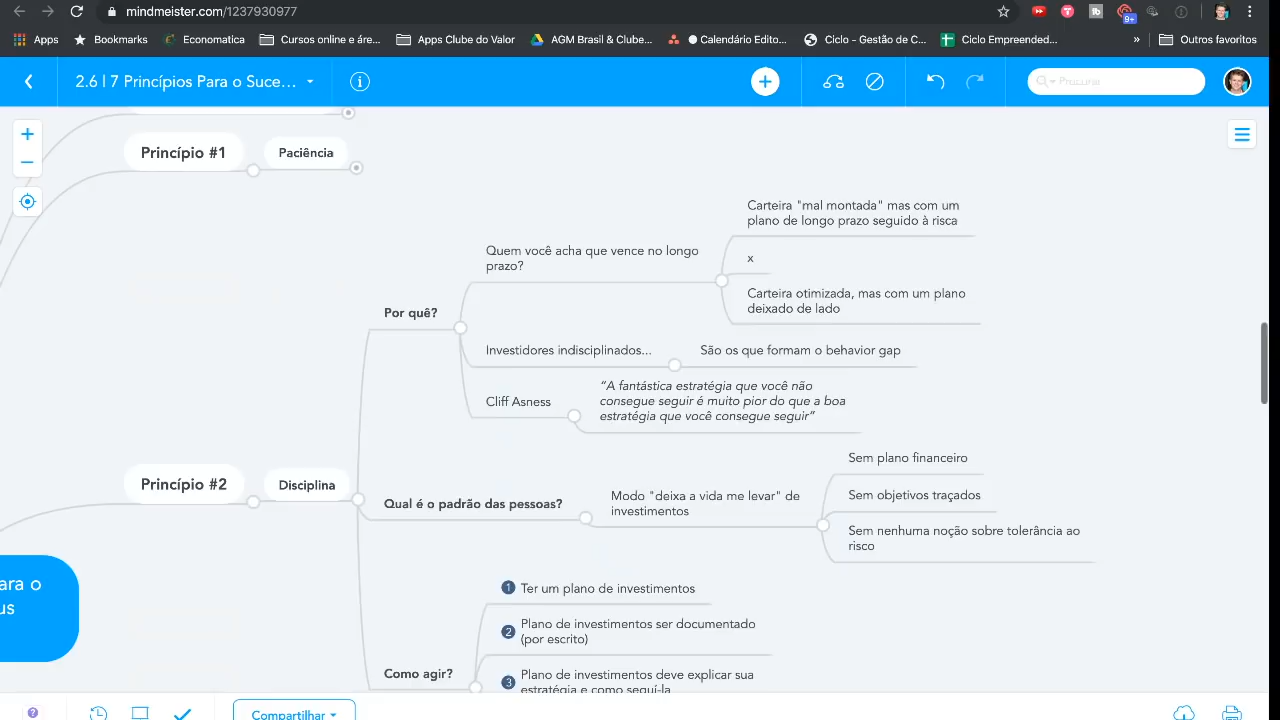 mindmeister.com/1237930977
9+
Apps
Bookmarks
Economatica
Cursos online e áre...
Apps Clube do Valor
AGM Brasil & Clube...
Calendário Edito...
Ciclo - Gestão de C...
Ciclo Empreended...
»
Outros favoritos
2.6 I 7 Princípios Para o Suce...
Procurar
Princípio #1
Paciência
Carteira "mal montada" mas com um
plano de longo prazo seguido à risca
Quem você acha que vence no longo
prazo?
x
Carteira otimizada, mas com um plano
deixado de lado
Por quê?
Investidores indisciplinados...
São os que formam o behavior gap
Cliff Asness
“A fantástica estratégia que você não
consegue seguir é muito pior do que a boa
estratégia que você consegue seguir”
Princípio #2
Disciplina
Qual é o padrão das pessoas?
Modo "deixa a vida me levar" de
investimentos
Sem plano financeiro
Sem objetivos traçados
Sem nenhuma noção sobre tolerância ao
risco
ara o
us
1 Ter um plano de investimentos
2 Plano de investimentos ser documentado
(por escrito)
Como agir?
3 Plano de investimentos deve explicar sua
estratégia e como seguí-la
?
Compartilhar